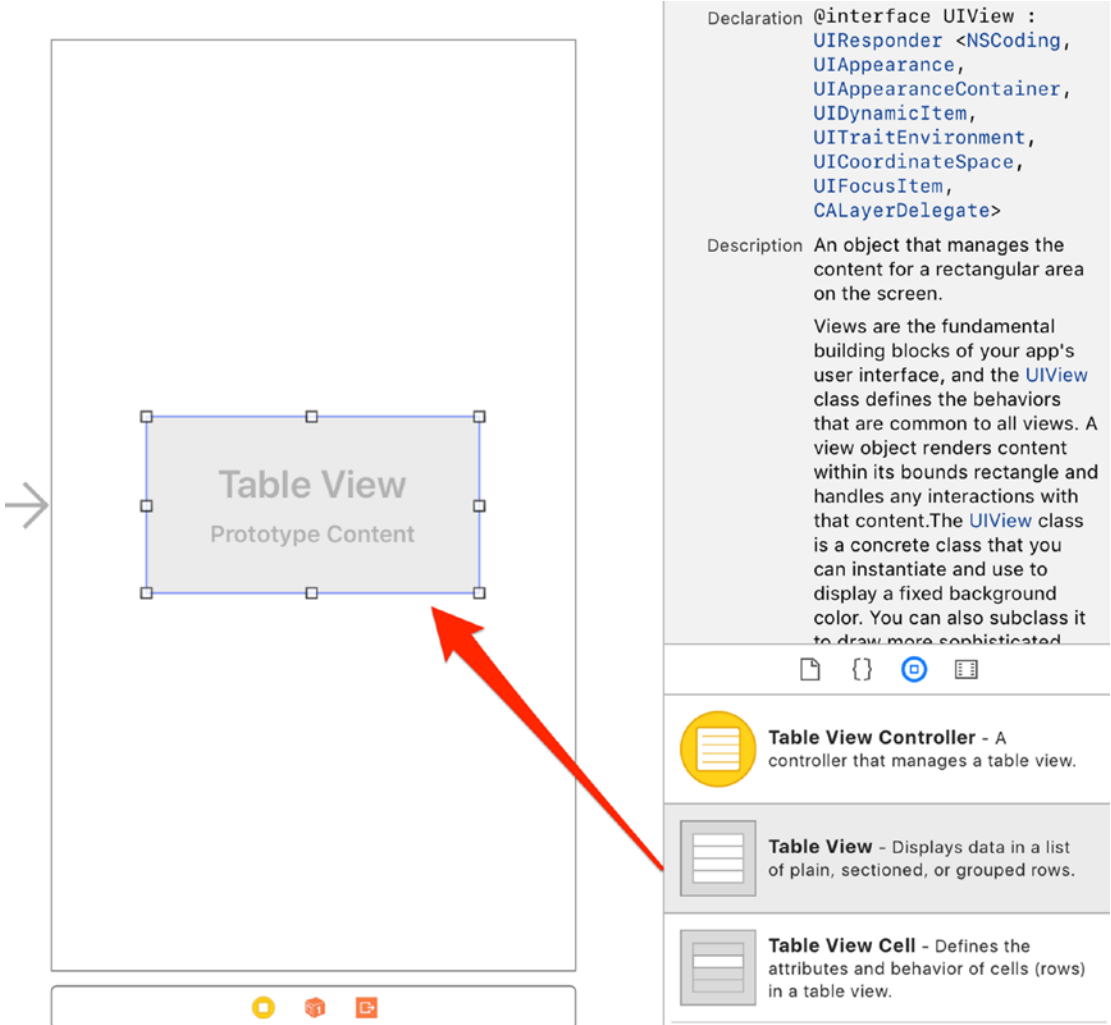 Table View
Prototype Content
Declaration @interface UIView :
UIResponder <NSCoding,
UIAppearance,
UIAppearanceContainer,
UIDynamicItem,
UITraitEnvironment,
UICoordinateSpace,
UIFocusItem,
CALayerDelegate>
Description An object that manages the
content for a rectangular area
on the screen.
Views are the fundamental
building blocks of your app's
user interface, and the UIView
class defines the behaviors
that are common to all views. A
view object renders content
within its bounds rectangle and
handles any interactions with
that content.The UIView class
is a concrete class that you
can instantiate and use to
display a fixed background
color. You can also subclass it
to draw more sophisticated
{}
Table View Controller - A
controller that manages a table view.
Table View - Displays data in a list
of plain, sectioned, or grouped rows.
Table View Cell - Defines the
attributes and behavior of cells (rows)
in a table view.
1